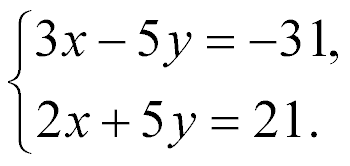 3x − 5y = −31,
2x + 5y = 21.